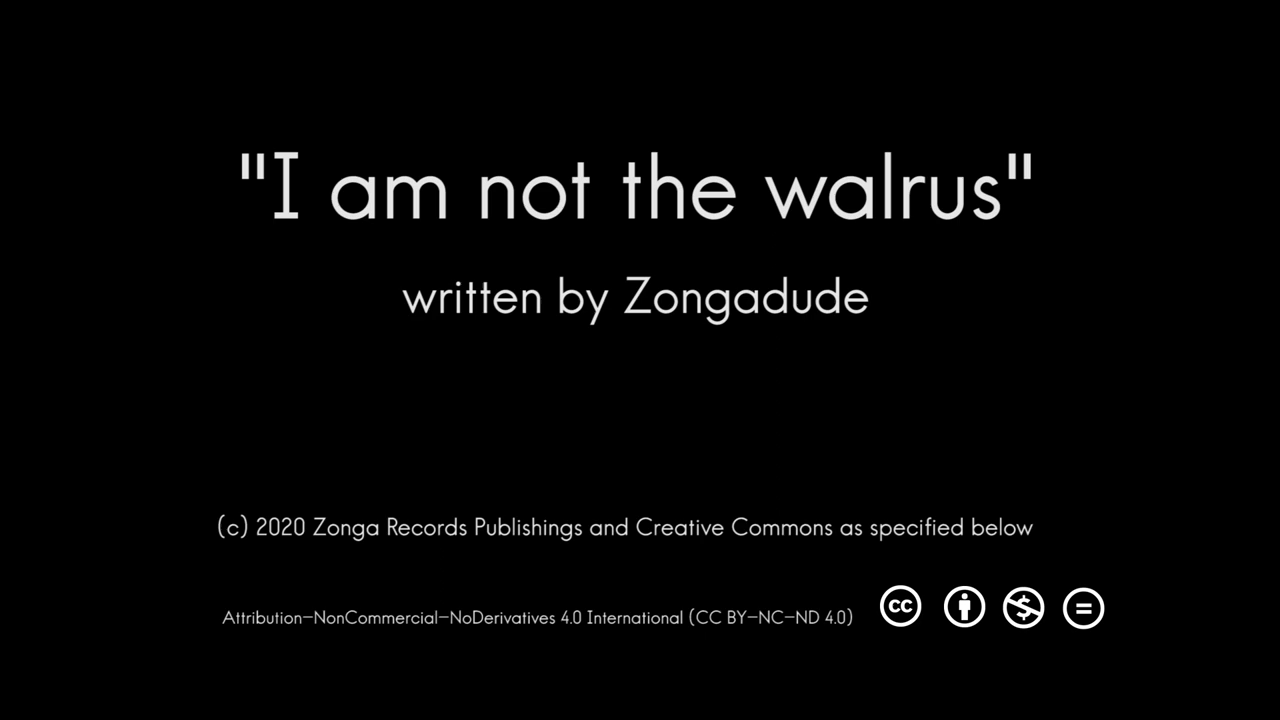 "I am not the walrus"
written by Zongadude
(c) 2020 Zonga Records Publishings and Creative Commons as specified below
Attribution-NonCommercial-NoDerivatives 4.0 International (CC BY-NC-ND 4.0) cc $ =